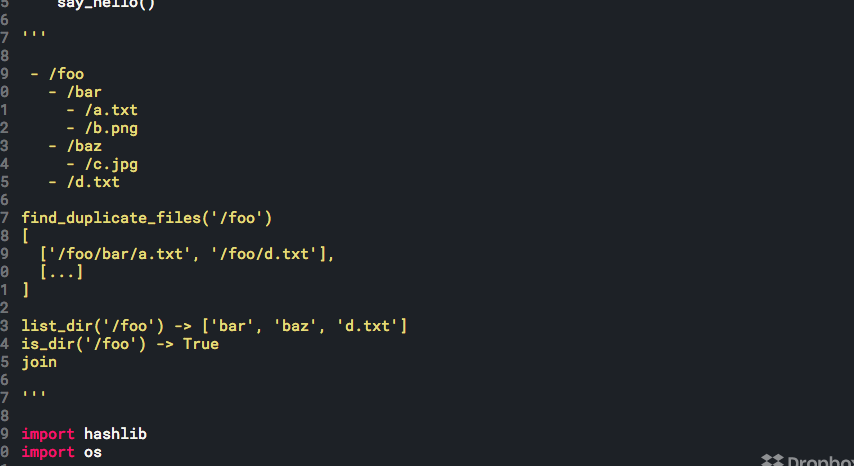 5     say_hello()
6
7 '''
8
9  - /foo
0    - /bar
1      - /a.txt
2      - /b.png
3    - /baz
4      - /c.jpg
5    - /d.txt
6
7 find_duplicate_files('/foo')
8 [
9   ['/foo/bar/a.txt', '/foo/d.txt'],
0   [...]
1 ]
2
3 list_dir('/foo') -> ['bar', 'baz', 'd.txt']
4 is_dir('/foo') -> True
5 join
6
7 '''
8
9 import hashlib
0 import os
Dropbox